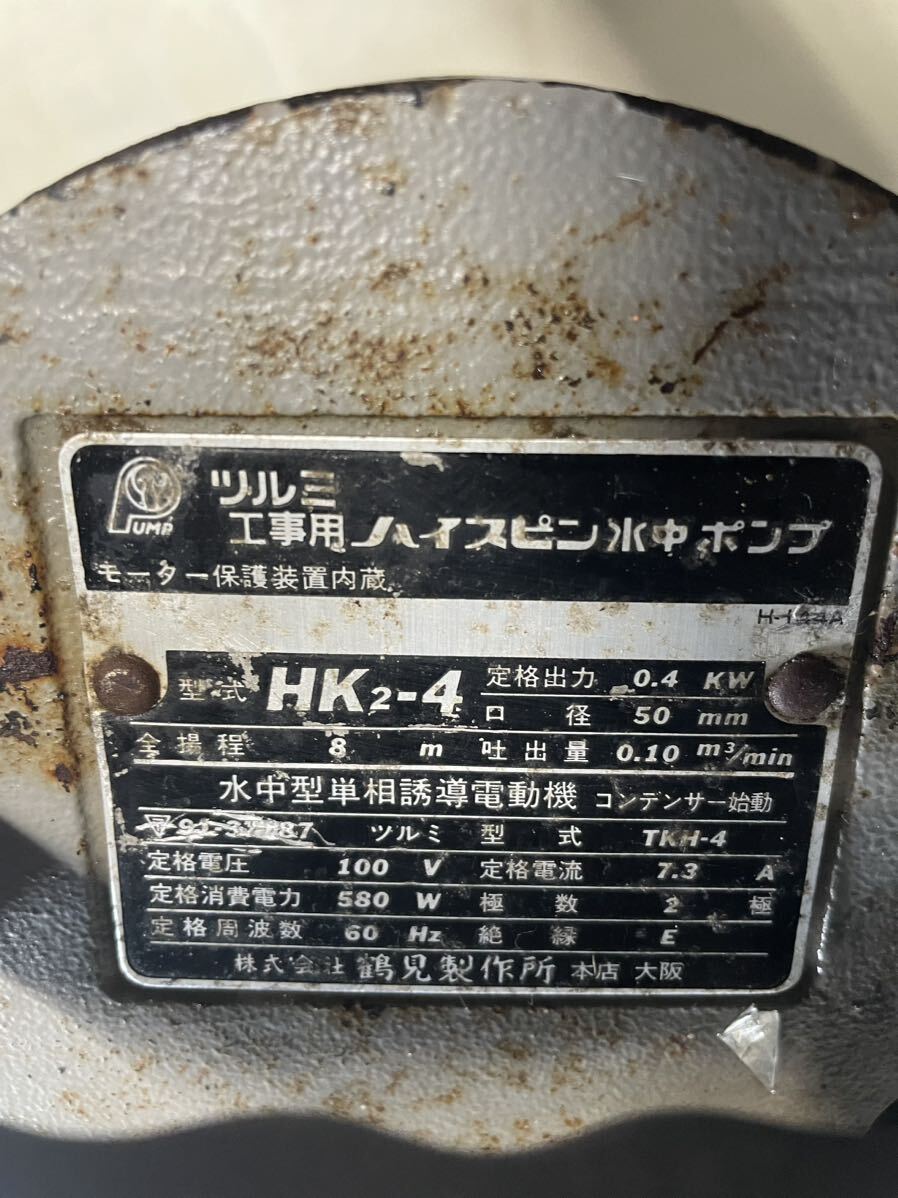 PUMP
ツルミ
工事用 ハイスピン水中ポンプ
モーター保護装置内蔵
型式 HK2-4 定格出力 0.4 KW
口径 50 mm
全揚程 8 m 吐出量 0.10 m³/min
水中型単相誘導電動機 コンデンサー始動
ツルミ 型式 TKH-4
定格電圧 100 V 定格電流 7.3 A
定格消費電力 580 W 極数 2 極
定格周波数 60 Hz 絶縁 E
株式会社 鶴見製作所 本店 大阪